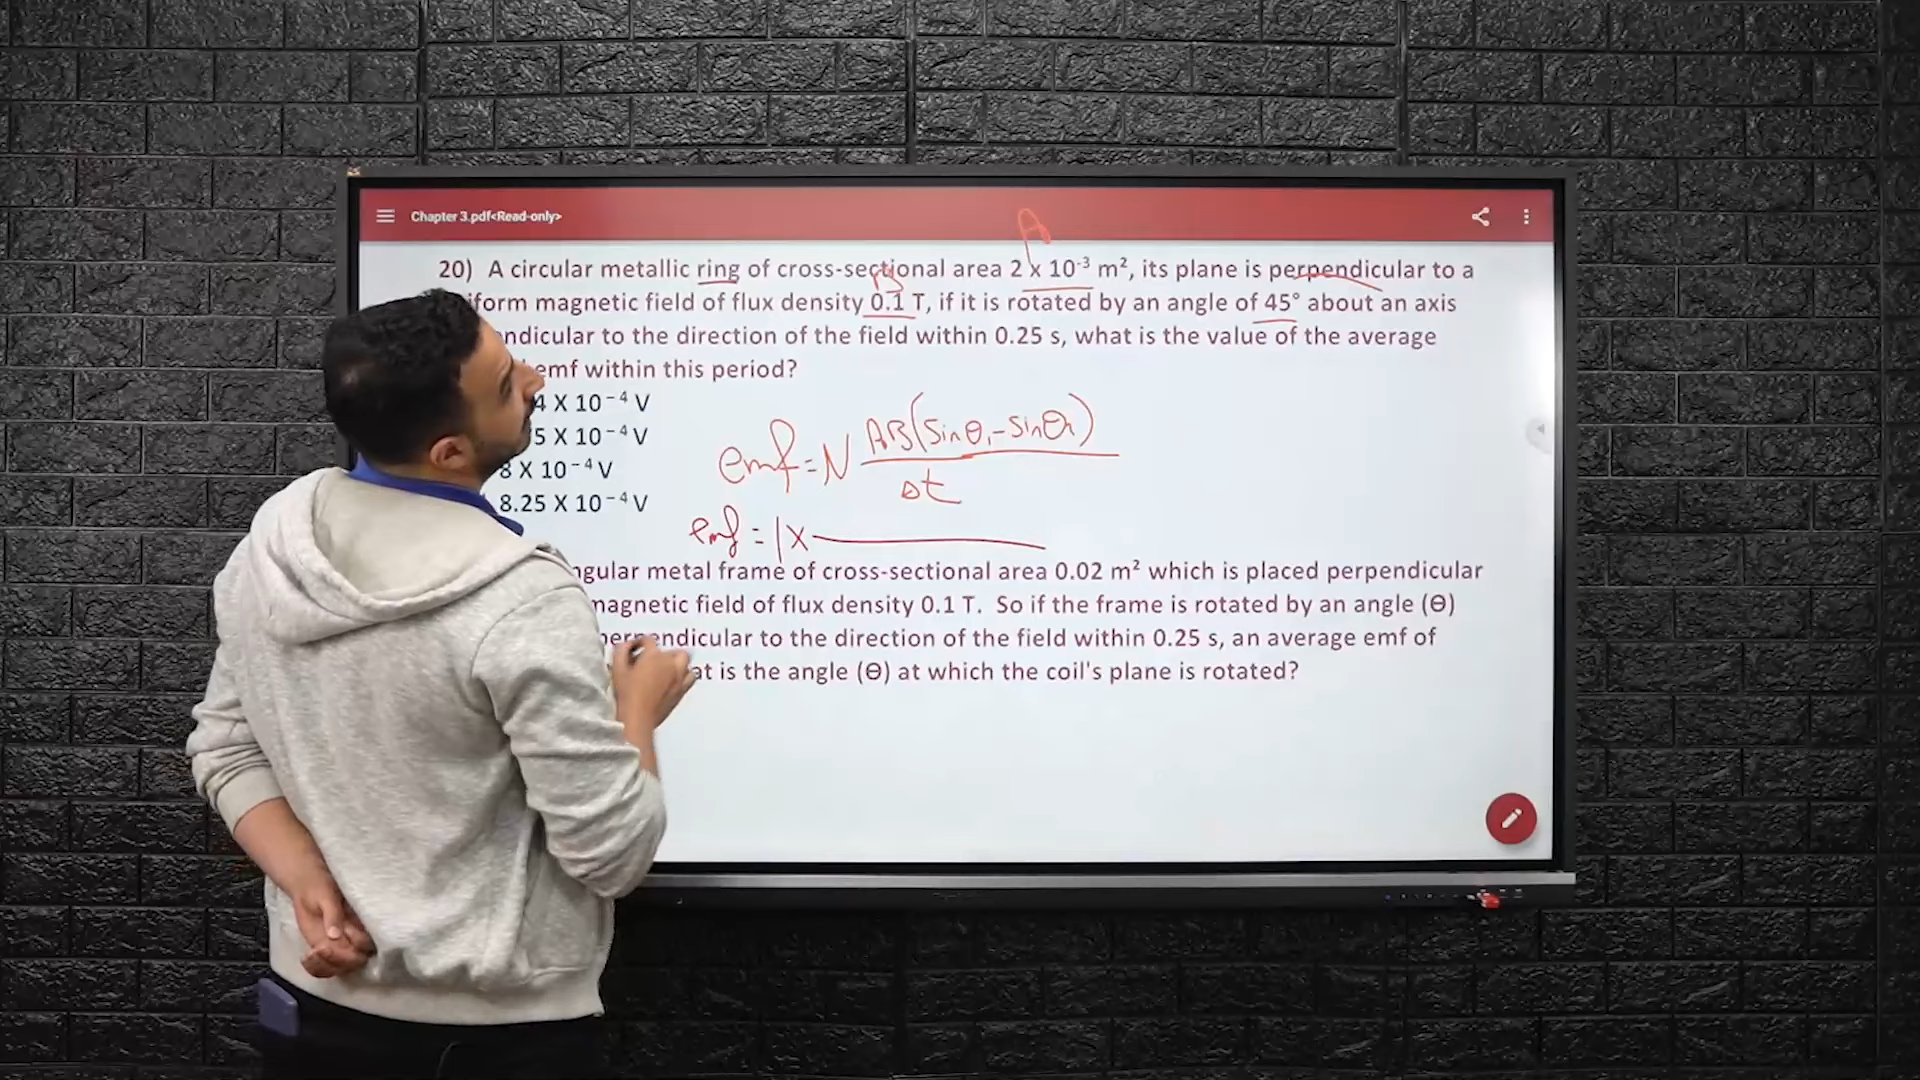 Chapter 3.pdf<Read-only>
A
20) A circular metallic ring of cross-sectional area 2 x 10⁻³ m², its plane is perpendicular to a
B
form magnetic field of flux density 0.1 T, if it is rotated by an angle of 45° about an axis
ndicular to the direction of the field within 0.25 s, what is the value of the average
emf within this period?
4 X 10⁻⁴ V
5 X 10⁻⁴ V
8 X 10⁻⁴ V
8.25 X 10⁻⁴ V
emf = N AB(sinθ₁ - sinθ₂)
Δt
emf = 1 x
ngular metal frame of cross-sectional area 0.02 m² which is placed perpendicular
magnetic field of flux density 0.1 T. So if the frame is rotated by an angle (Ө)
perpendicular to the direction of the field within 0.25 s, an average emf of
at is the angle (Ө) at which the coil's plane is rotated?